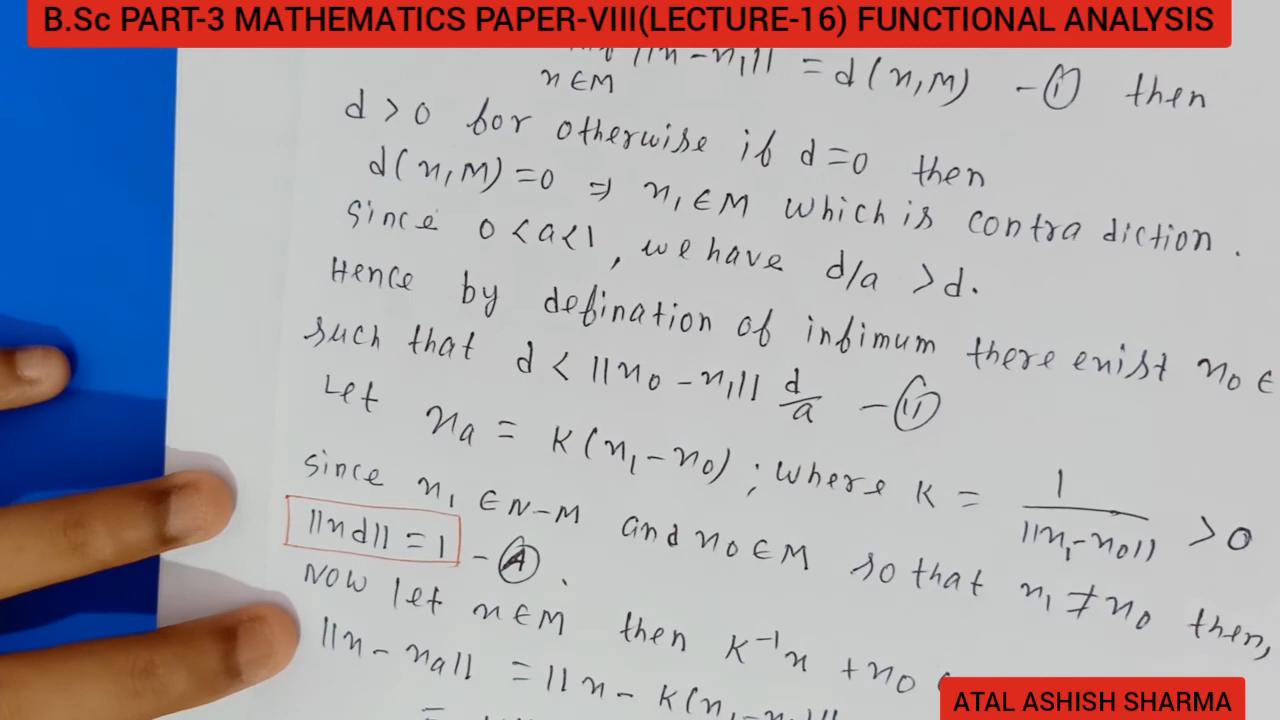 B.Sc PART-3 MATHEMATICS PAPER-VIII(LECTURE-16) FUNCTIONAL ANALYSIS
||x-x₁|| = d(x,M) -(i) then
x∈M
d>0 for otherwise if d=0 then
d(x,M)=0 ⇒ x₁∈M which is contradiction.
since 0<a<1, we have d/a >d.
Hence by defination of infimum there exist x₀ ∈
such that d < ||x₀-x₁|| d/a -(ii)
Let xₐ = K(x₁-x₀); where K = 1/||x₁-x₀|| >0
since x₁ ∈N-M and x₀∈M so that x₁≠x₀ then,
||xd||=1 -(A).
Now let x∈M then K⁻¹x +x₀
||x-xₐ|| = ||x-K(x₁-x₀)||
=
ATAL ASHISH SHARMA